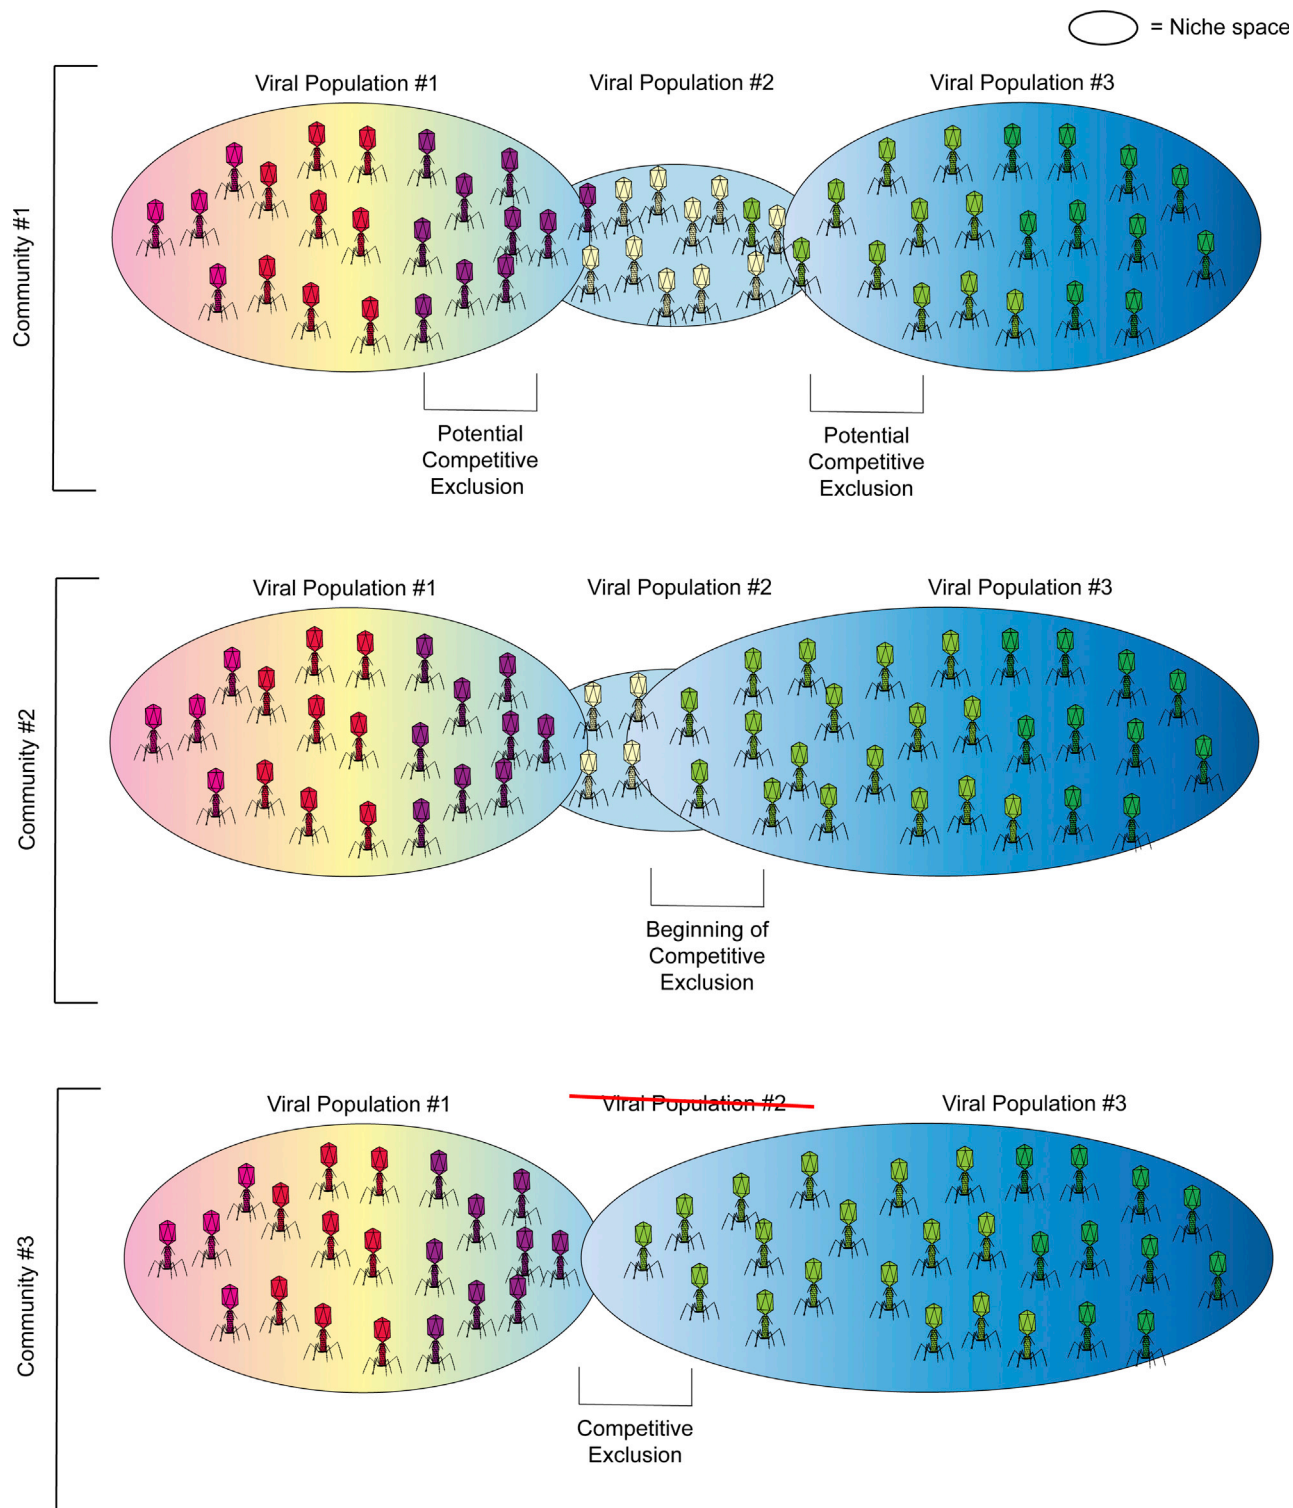 = Niche space
Viral Population #1
Viral Population #2
Viral Population #3
Community #1
Potential
Competitive
Exclusion
Potential
Competitive
Exclusion
Viral Population #1
Viral Population #2
Viral Population #3
Community #2
Beginning of
Competitive
Exclusion
Viral Population #1
Viral Population #2
Viral Population #3
Community #3
Competitive
Exclusion